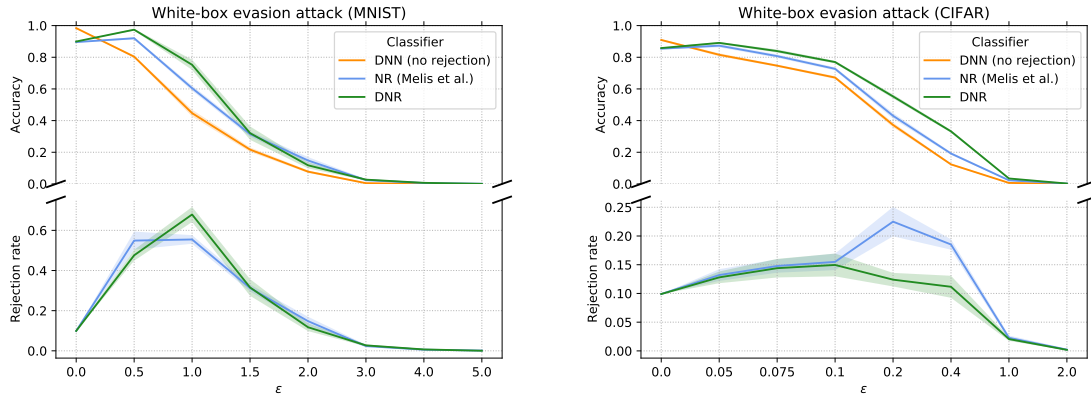 White-box evasion attack (MNIST)
1.0
0.8
0.6
0.4
0.2
0.0
Accuracy
Classifier
DNN (no rejection)
NR (Melis et al.)
DNR
0.6
0.4
0.2
0.0
Rejection rate
0.0 0.5 1.0 1.5 2.0 3.0 4.0 5.0
ε
White-box evasion attack (CIFAR)
1.0
0.8
0.6
0.4
0.2
0.0
Accuracy
Classifier
DNN (no rejection)
NR (Melis et al.)
DNR
0.25
0.20
0.15
0.10
0.05
0.00
Rejection rate
0.0 0.05 0.075 0.1 0.2 0.4 1.0 2.0
ε